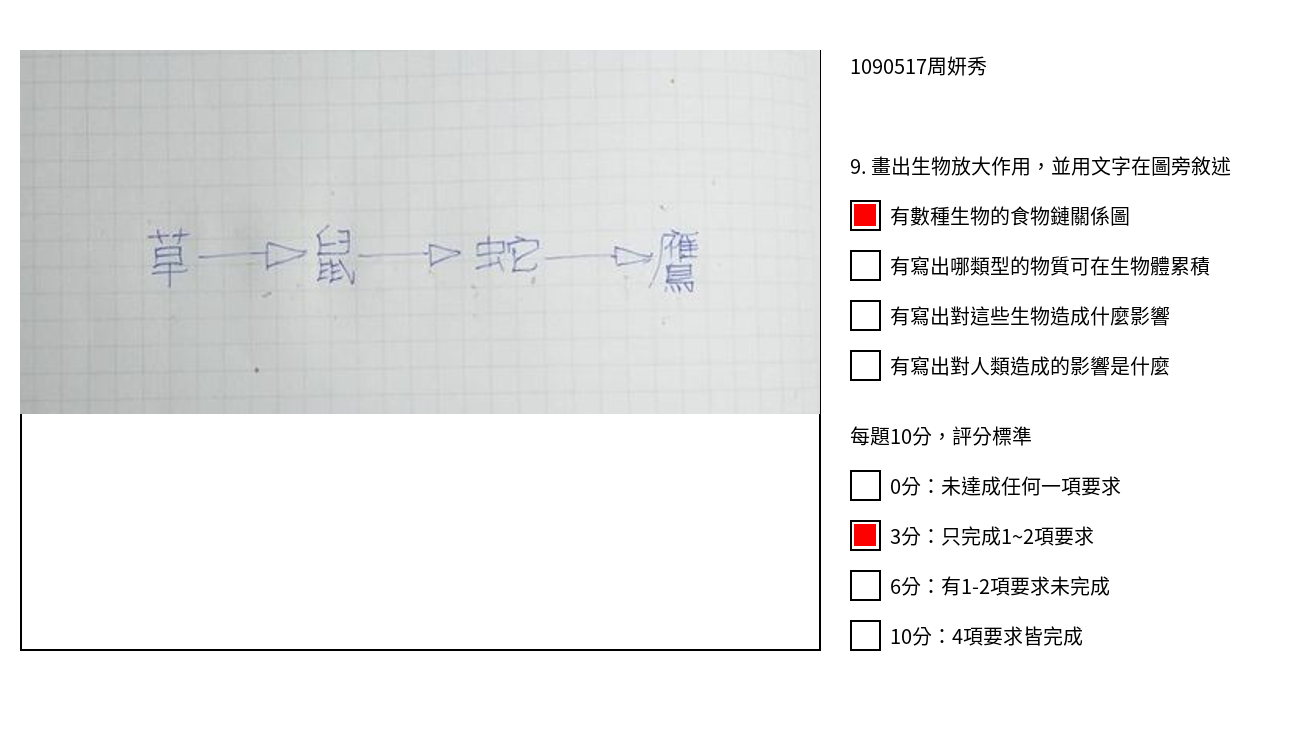 草 鼠 蛇 鷹
1090517周妍秀
9. 畫出生物放大作用，並用文字在圖旁敘述
有數種生物的食物鏈關係圖
有寫出哪類型的物質可在生物體累積
有寫出對這些生物造成什麼影響
有寫出對人類造成的影響是什麼
每題10分，評分標準
0分：未達成任何一項要求
3分：只完成1~2項要求
6分：有1-2項要求未完成
10分：4項要求皆完成